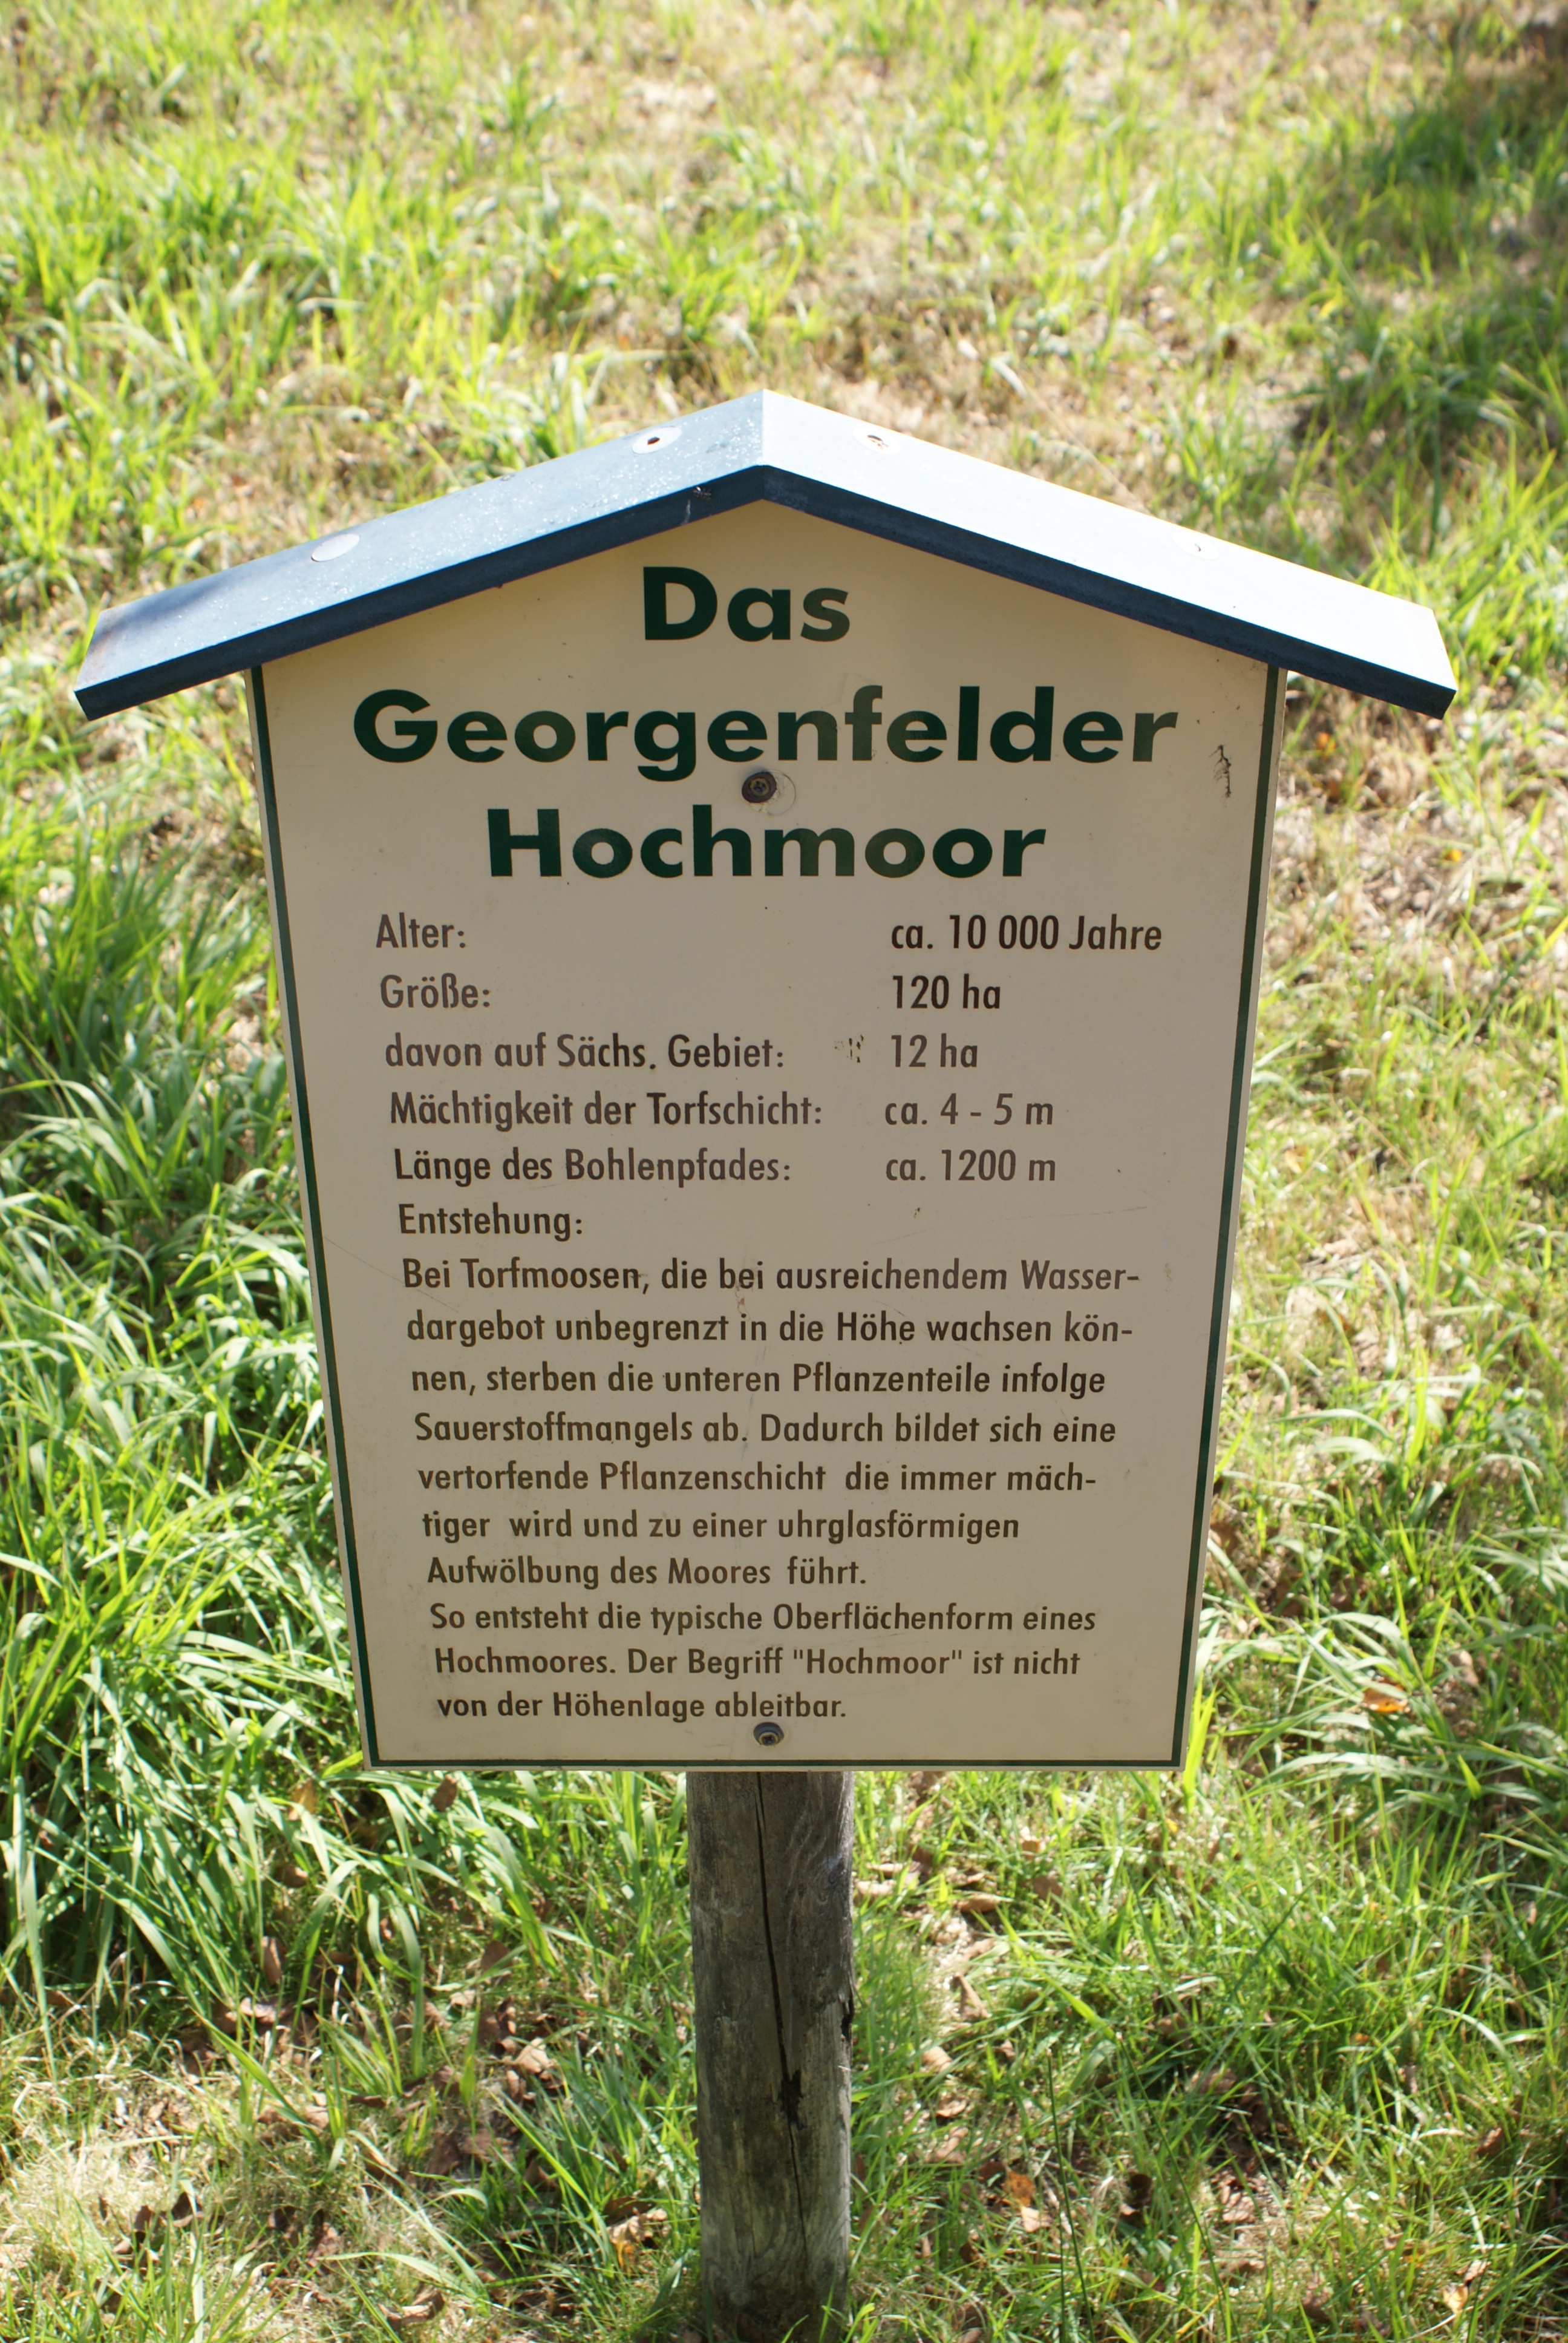 Das
Georgenfelder
Hochmoor
Alter: ca. 10 000 Jahre
Größe: 120 ha
davon auf Sächs. Gebiet: 12 ha
Mächtigkeit der Torfschicht: ca. 4 - 5 m
Länge des Bohlenpfades: ca. 1200 m
Entstehung:
Bei Torfmoosen, die bei ausreichendem Wasser-
dargebot unbegrenzt in die Höhe wachsen kön-
nen, sterben die unteren Pflanzenteile infolge
Sauerstoffmangels ab. Dadurch bildet sich eine
vertorfende Pflanzenschicht die immer mäch-
tiger wird und zu einer uhrglasförmigen
Aufwölbung des Moores führt.
So entsteht die typische Oberflächenform eines
Hochmoores. Der Begriff "Hochmoor" ist nicht
von der Höhenlage ableitbar.